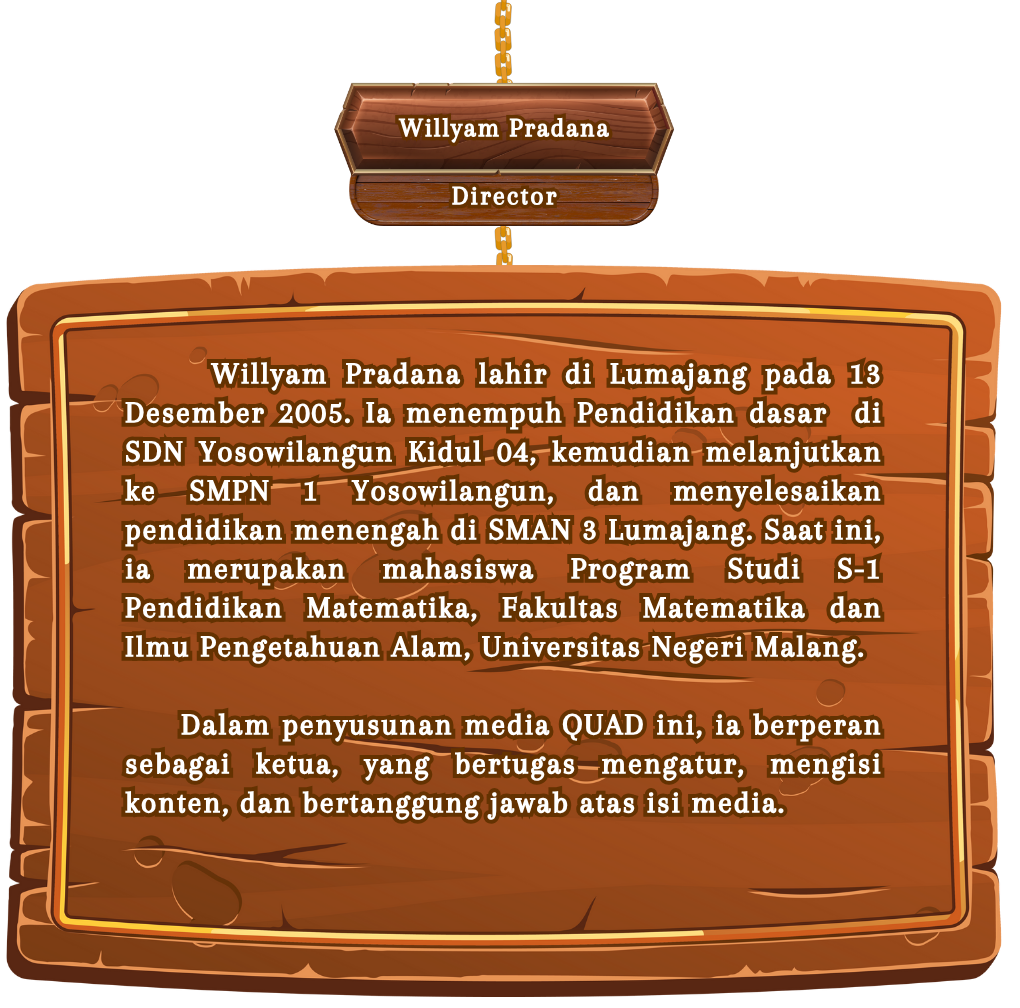 Willyam Pradana
Director
Willyam Pradana lahir di Lumajang pada 13
Desember 2005. Ia menempuh Pendidikan dasar di
SDN Yosowilangun Kidul 04, kemudian melanjutkan
ke SMPN 1 Yosowilangun, dan menyelesaikan
pendidikan menengah di SMAN 3 Lumajang. Saat ini,
ia merupakan mahasiswa Program Studi S-1
Pendidikan Matematika, Fakultas Matematika dan
Ilmu Pengetahuan Alam, Universitas Negeri Malang.
Dalam penyusunan media QUAD ini, ia berperan
sebagai ketua, yang bertugas mengatur, mengisi
konten, dan bertanggung jawab atas isi media.